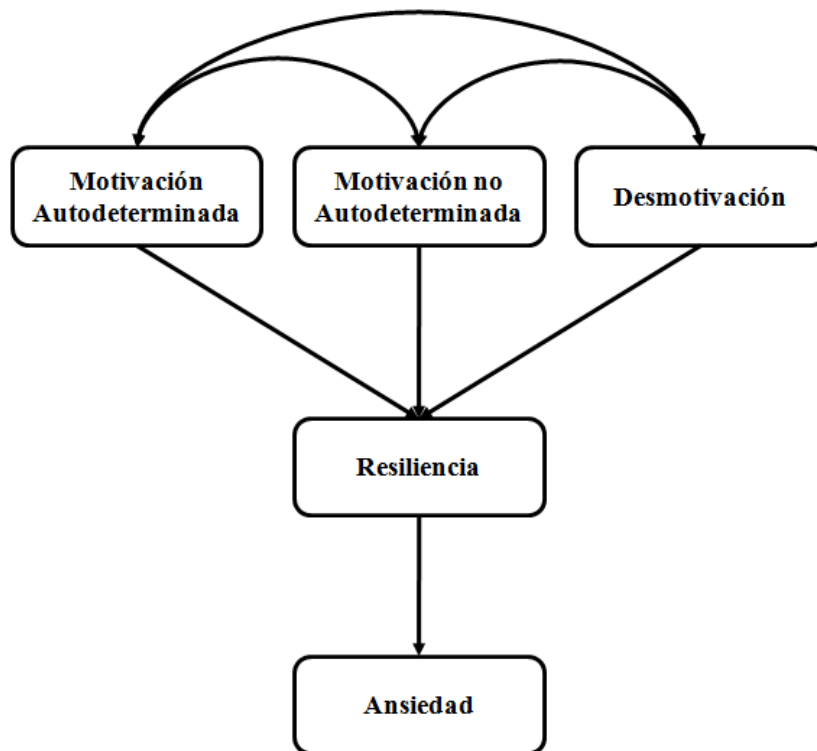 Motivación
Autodeterminada
Motivación no
Autodeterminada
Desmotivación
Resiliencia
Ansiedad